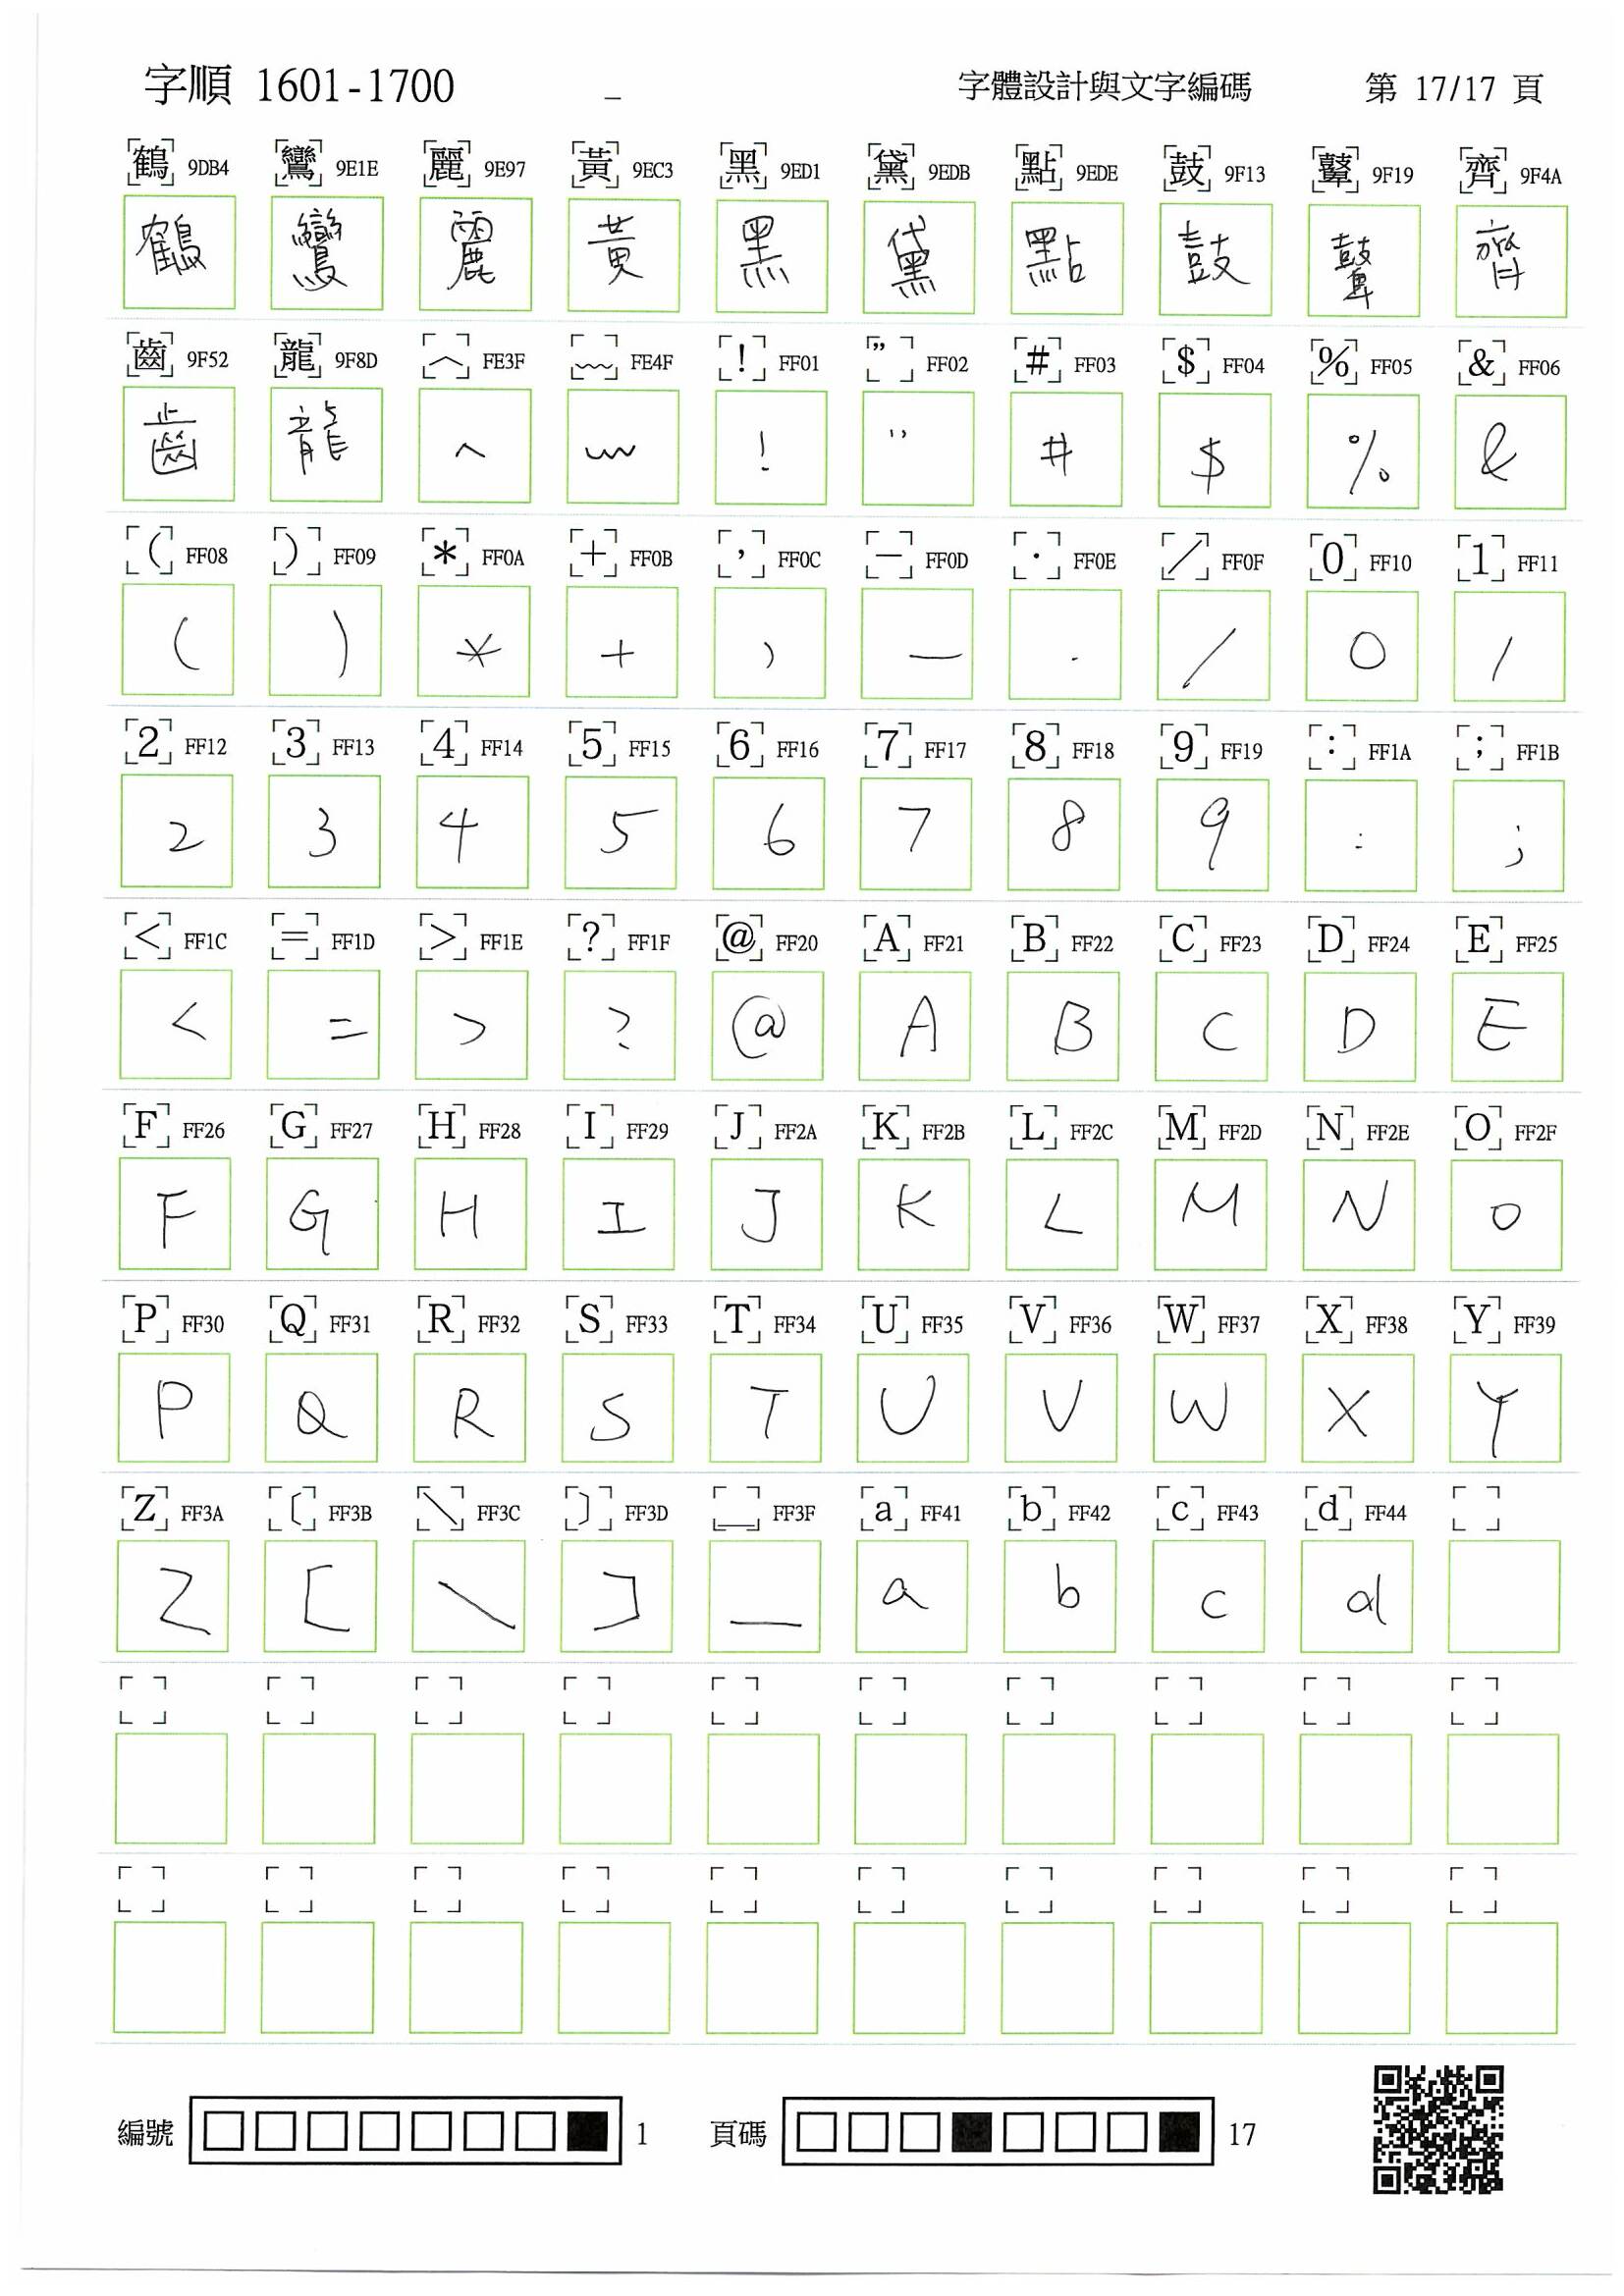 字順 1601-1700 _ 字體設計與文字編碼 第 17/17 頁
鶴 9DB4 鸞 9E1E 麗 9E97 黃 9EC3 黑 9ED1 黛 9EDB 點 9EDE 鼓 9F13 鼙 9F19 齊 9F4A
鶴 鸞 麗 黃 黑 黛 點 鼓 鼙 齊
齒 9F52 龍 9F8D ︿ FE3F ﹏ FE4F ! FF01 " FF02 # FF03 $ FF04 % FF05 & FF06
齒 龍 ︿ ﹏ ! " # $ % &
( FF08 ) FF09 * FF0A + FF0B , FF0C - FF0D . FF0E / FF0F 0 FF10 1 FF11
( ) * + , - . / 0 1
2 FF12 3 FF13 4 FF14 5 FF15 6 FF16 7 FF17 8 FF18 9 FF19 : FF1A ; FF1B
2 3 4 5 6 7 8 9 : ;
< FF1C = FF1D > FF1E ? FF1F @ FF20 A FF21 B FF22 C FF23 D FF24 E FF25
< = > ? @ A B C D E
F FF26 G FF27 H FF28 I FF29 J FF2A K FF2B L FF2C M FF2D N FF2E O FF2F
F G H I J K L M N O
P FF30 Q FF31 R FF32 S FF33 T FF34 U FF35 V FF36 W FF37 X FF38 Y FF39
P Q R S T U V W X Y
Z FF3A [ FF3B \ FF3C ] FF3D _ FF3F a FF41 b FF42 c FF43 d FF44
Z [ \ ] _ a b c d
編號 1 頁碼 17